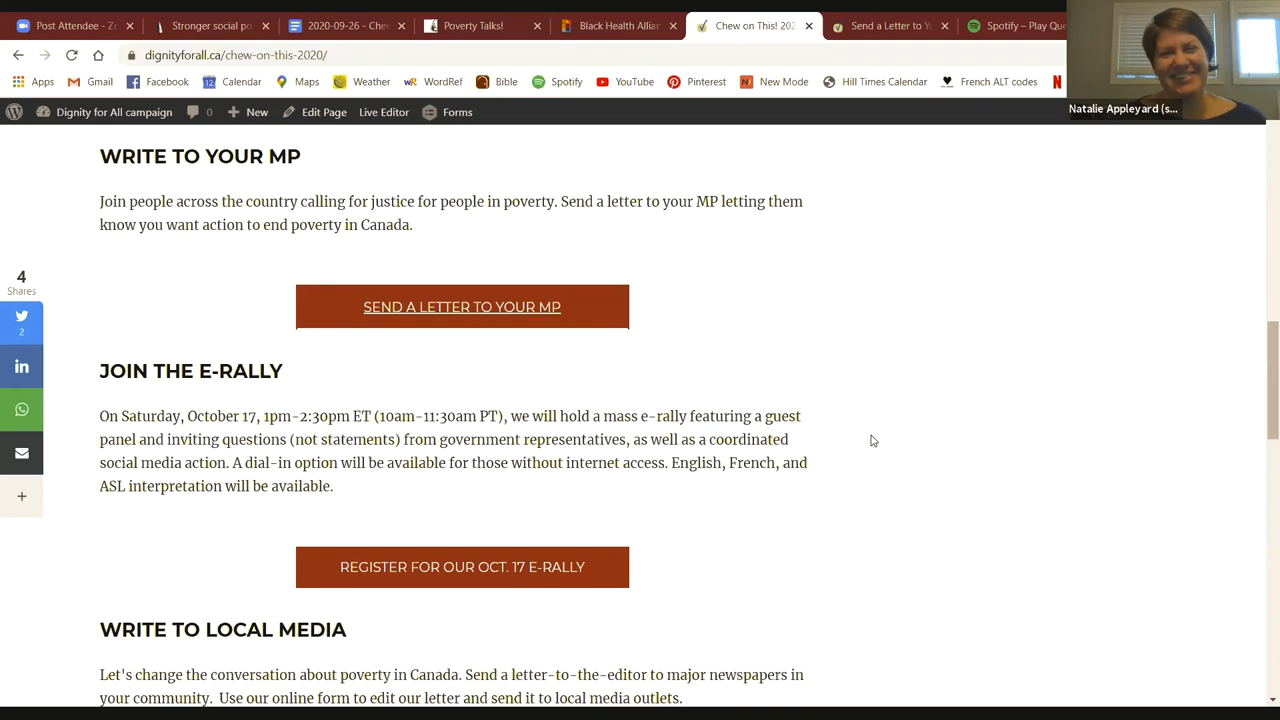 Post Attendee - Z
Stronger social po
2020-09-26 - Chew
Poverty Talks!
Black Health Allian
Chew on This! 202
Send a Letter to Yo
Spotify – Play Que
dignityforall.ca/chew-on-this-2020/
Apps
Gmail
Facebook
Calendar
Maps
Weather
WordRef
Bible
Spotify
YouTube
Pinterest
New Mode
Hill Times Calendar
French ALT codes
Natalie Appleyard (s...
Dignity for All campaign
0
New
Edit Page
Live Editor
Forms
WRITE TO YOUR MP
Join people across the country calling for justice for people in poverty. Send a letter to your MP letting them
know you want action to end poverty in Canada.
4
Shares
2
SEND A LETTER TO YOUR MP
JOIN THE E-RALLY
On Saturday, October 17, 1pm-2:30pm ET (10am-11:30am PT), we will hold a mass e-rally featuring a guest
panel and inviting questions (not statements) from government representatives, as well as a coordinated
social media action. A dial-in option will be available for those without internet access. English, French, and
ASL interpretation will be available.
REGISTER FOR OUR OCT. 17 E-RALLY
WRITE TO LOCAL MEDIA
Let's change the conversation about poverty in Canada. Send a letter-to-the-editor to major newspapers in
your community. Use our online form to edit our letter and send it to local media outlets.